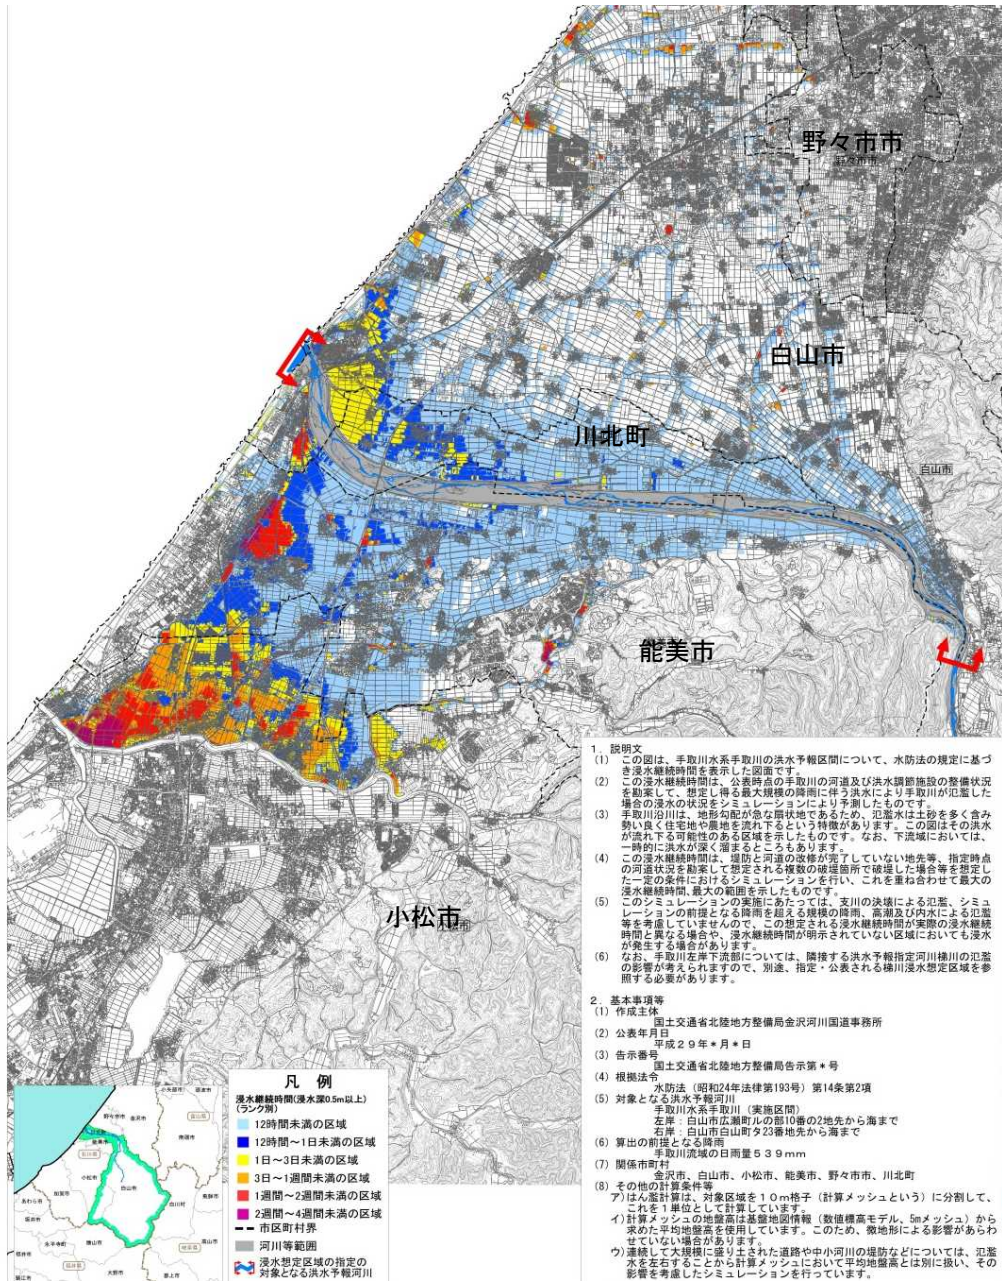 野々市市
野々市市
白山市
川北町
白山市
能美市
小松市
1. 説明文
(1) この図は、手取川水系手取川の洪水予報区間について、水防法の規定に基づ
き浸水継続時間を表示した図面です。
(2) この浸水継続時間は、公表時点の手取川の河道及び洪水調節施設の整備状況
を勘案して、想定し得る最大規模の降雨に伴う洪水により手取川が氾濫した
場合の浸水の状況をシミュレーションにより予測したものです。
(3) 手取川沿川は、地形勾配が急な扇状地であるため、氾濫水は土砂を多く含み
勢い良く住宅地や農地を流れ下るという特徴があります。この図はその洪水
が流れ下る可能性のある区域を示したものです。なお、下流域においては、
一時的に洪水が深く溜まるところもあります。
(4) この浸水継続時間は、堤防と河道の改修が完了していない地先等、指定時点
の河道状況を勘案して想定される複数の破堤箇所で破堤した場合等を想定し
た一定の条件におけるシミュレーションを行い、これを重ね合わせて最大の
浸水継続時間、最大の範囲を示したものです。
(5) このシミュレーションの実施にあたっては、支川の決壊による氾濫、シミュ
レーションの前提となる降雨を超える規模の降雨、高潮及び内水による氾濫
等を考慮していませんので、この想定される浸水継続時間が実際の浸水継続
時間と異なる場合や、浸水継続時間が明示されていない区域においても浸水
が発生する場合があります。
(6) なお、手取川左岸下流部については、隣接する洪水予報指定河川梯川の氾濫
の影響が考えられますので、別途、指定・公表される梯川浸水想定区域を参
照する必要があります。
2. 基本事項等
(1) 作成主体
国土交通省北陸地方整備局金沢河川国道事務所
(2) 公表年月日
平成29年*月*日
(3) 告示番号
国土交通省北陸地方整備局告示第*号
(4) 根拠法令
水防法（昭和24年法律第193号）第14条第2項
(5) 対象となる洪水予報河川
手取川水系手取川（実施区間）
左岸：白山市広瀬町ルの部10番の2地先から海まで
右岸：白山市白山町タ23番地先から海まで
(6) 算出の前提となる降雨
手取川流域の日雨量539mm
(7) 関係市町村
金沢市、白山市、小松市、能美市、野々市市、川北町
(8) その他の計算条件等
ア)はん濫計算は、対象区域を10m格子（計算メッシュという）に分割して、
これを1単位として計算しています。
イ)計算メッシュの地盤高は基盤地図情報（数値標高モデル、5mメッシュ）から
求めた平均地盤高を使用しています。このため、微地形による影響があらわ
せていない場合があります。
ウ)連続して大規模に盛り土された道路や中小河川の堤防などについては、氾濫
水を左右することから計算メッシュにおいて平均地盤高とは別に扱い、その
影響を考慮したシミュレーションを行っています。
凡例
浸水継続時間(浸水深0.5m以上)
(ランク別)
12時間未満の区域
12時間～1日未満の区域
1日～3日未満の区域
3日～1週間未満の区域
1週間～2週間未満の区域
2週間～4週間未満の区域
市区町村界
河川等範囲
浸水想定区域の指定の
対象となる洪水予報河川
野々市市
金沢市
能美市
小松市
白山市
加賀市
あわら市
坂井市
永平寺町
勝山市
大野市
白川村
高山市
飛騨市
南砺市
郡上市